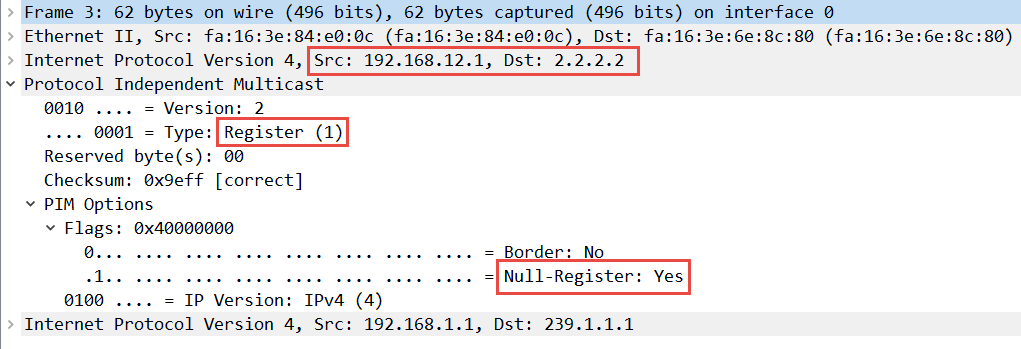 Frame 3: 62 bytes on wire (496 bits), 62 bytes captured (496 bits) on interface 0
Ethernet II, Src: fa:16:3e:84:e0:0c (fa:16:3e:84:e0:0c), Dst: fa:16:3e:6e:8c:80 (fa:16:3e:6e:8c:80)
Internet Protocol Version 4, Src: 192.168.12.1, Dst: 2.2.2.2
Protocol Independent Multicast
0010 .... = Version: 2
.... 0001 = Type: Register (1)
Reserved byte(s): 00
Checksum: 0x9eff [correct]
PIM Options
Flags: 0x40000000
0... .... .... .... .... .... .... .... = Border: No
.1.. .... .... .... .... .... .... .... = Null-Register: Yes
0100 .... = IP Version: IPv4 (4)
Internet Protocol Version 4, Src: 192.168.1.1, Dst: 239.1.1.1